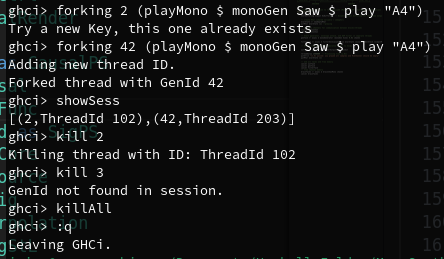 ghci> forking 2 (playMono $ monoGen Saw $ play "A4")
Try a new Key, this one already exists
ghci> forking 42 (playMono $ monoGen Saw $ play "A4")
Adding new thread ID.
Forked thread with GenId 42
ghci> showSess
[(2,ThreadId 102),(42,ThreadId 203)]
ghci> kill 2
Killing thread with ID: ThreadId 102
ghci> kill 3
GenId not found in session.
ghci> killAll
ghci> :q
Leaving GHCi.